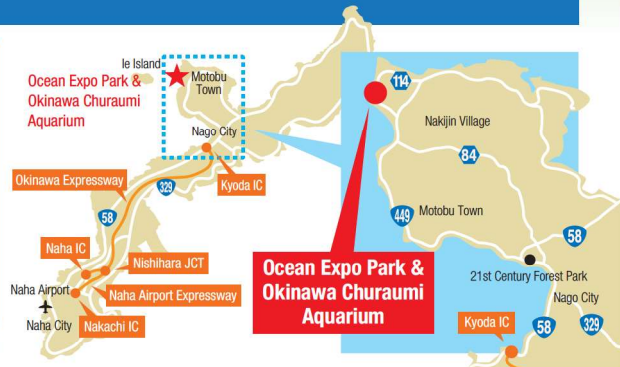 Ie Island
Ocean Expo Park &
Okinawa Churaumi
Aquarium
Motobu
Town
Nago City
Kyoda IC
Okinawa Expressway
329
58
Naha IC
Nishihara JCT
Naha Airport
Naha Airport Expressway
Naha City
Nakachi IC
114
Nakijin Village
84
449
Motobu Town
58
Ocean Expo Park &
Okinawa Churaumi
Aquarium
21st Century Forest Park
Nago City
Kyoda IC
58
329